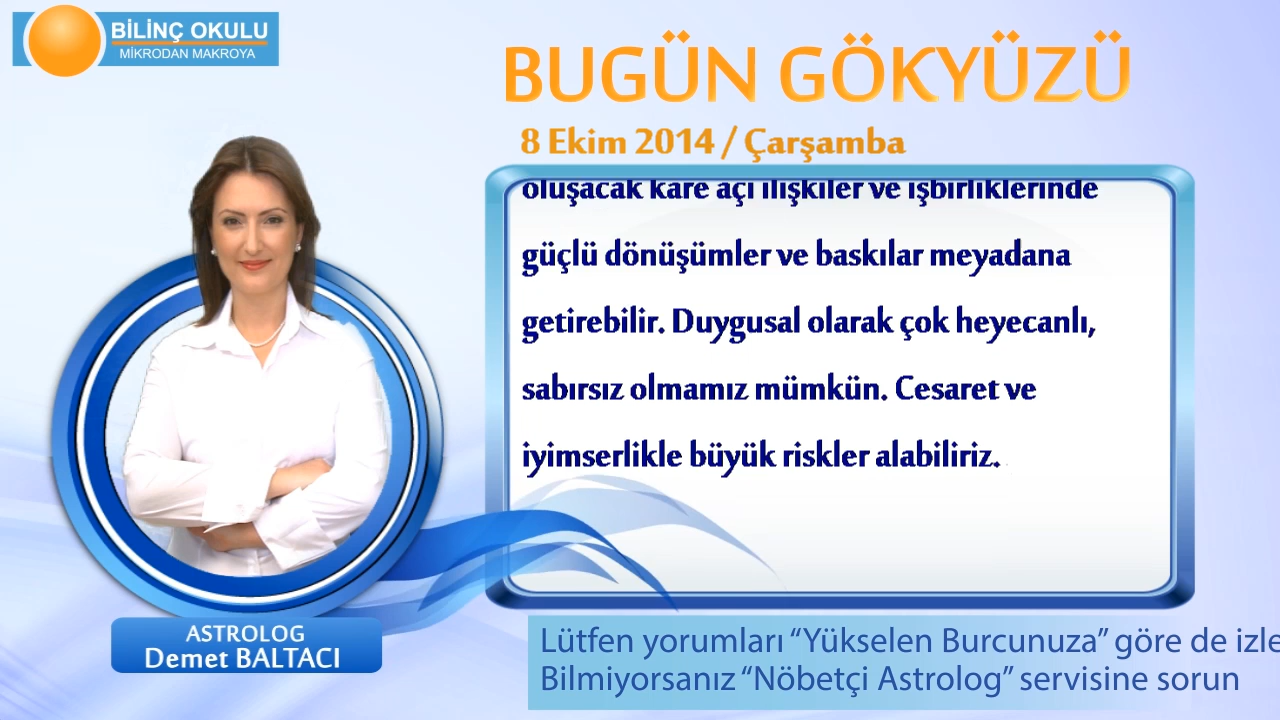 BİLİNÇ OKULU
MİKRODAN MAKROYA
BUGÜN GÖKYÜZÜ
8 Ekim 2014 / Çarşamba
oluşacak kare açı ilişkiler ve işbirliklerinde
güçlü dönüşümler ve baskılar meyadana
getirebilir. Duygusal olarak çok heyecanlı,
sabırsız olmamız mümkün. Cesaret ve
iyimserlikle büyük riskler alabiliriz.
ASTROLOG
Demet BALTACI
Lütfen yorumları “Yükselen Burcunuza” göre de izle
Bilmiyorsanız “Nöbetçi Astrolog” servisine sorun